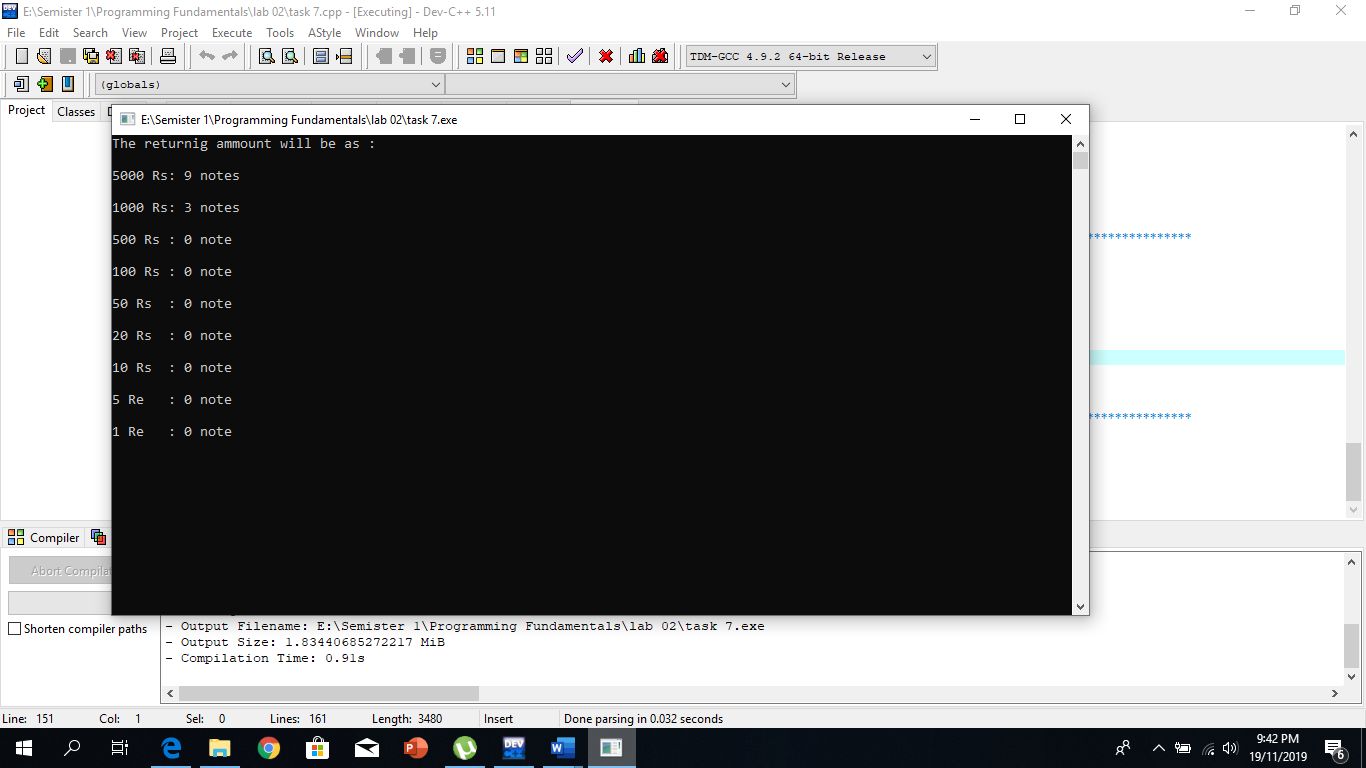 E:\Semister 1\Programming Fundamentals\lab 02\task 7.cpp - [Executing] - Dev-C++ 5.11
File Edit Search View Project Execute Tools AStyle Window Help
TDM-GCC 4.9.2 64-bit Release
(globals)
Project Classes
E:\Semister 1\Programming Fundamentals\lab 02\task 7.exe
The returnig ammount will be as :
5000 Rs: 9 notes
1000 Rs: 3 notes
500 Rs : 0 note
100 Rs : 0 note
50 Rs  : 0 note
20 Rs  : 0 note
10 Rs  : 0 note
5 Re   : 0 note
1 Re   : 0 note
***************
***************
Compiler
Abort Compilat
Shorten compiler paths
- Output Filename: E:\Semister 1\Programming Fundamentals\lab 02\task 7.exe
- Output Size: 1.83440685272217 MiB
- Compilation Time: 0.91s
Line: 151 Col: 1 Sel: 0 Lines: 161 Length: 3480 Insert Done parsing in 0.032 seconds
DEV
9:42 PM
19/11/2019
6